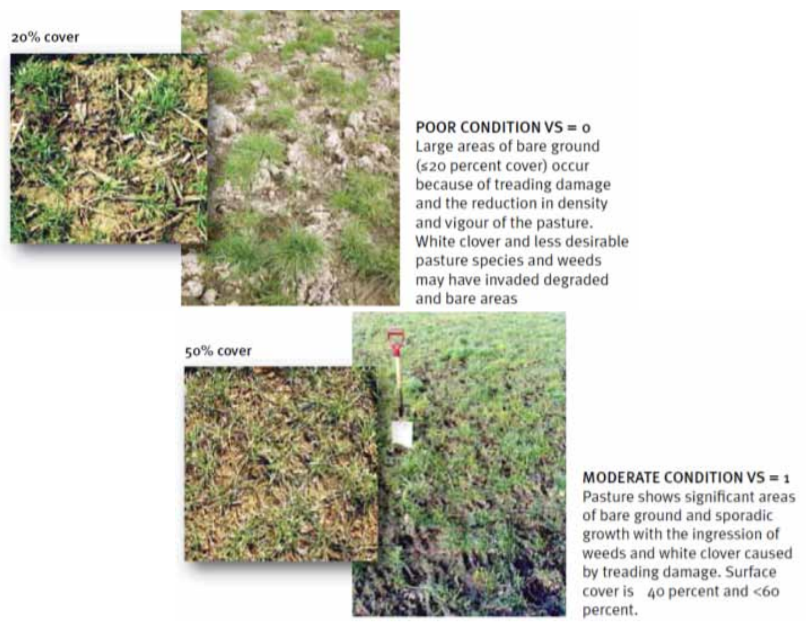 20% cover
POOR CONDITION VS = 0
Large areas of bare ground
(≤20 percent cover) occur
because of treading damage
and the reduction in density
and vigour of the pasture.
White clover and less desirable
pasture species and weeds
may have invaded degraded
and bare areas
50% cover
MODERATE CONDITION VS = 1
Pasture shows significant areas
of bare ground and sporadic
growth with the ingression of
weeds and white clover caused
by treading damage. Surface
cover is 40 percent and <60
percent.